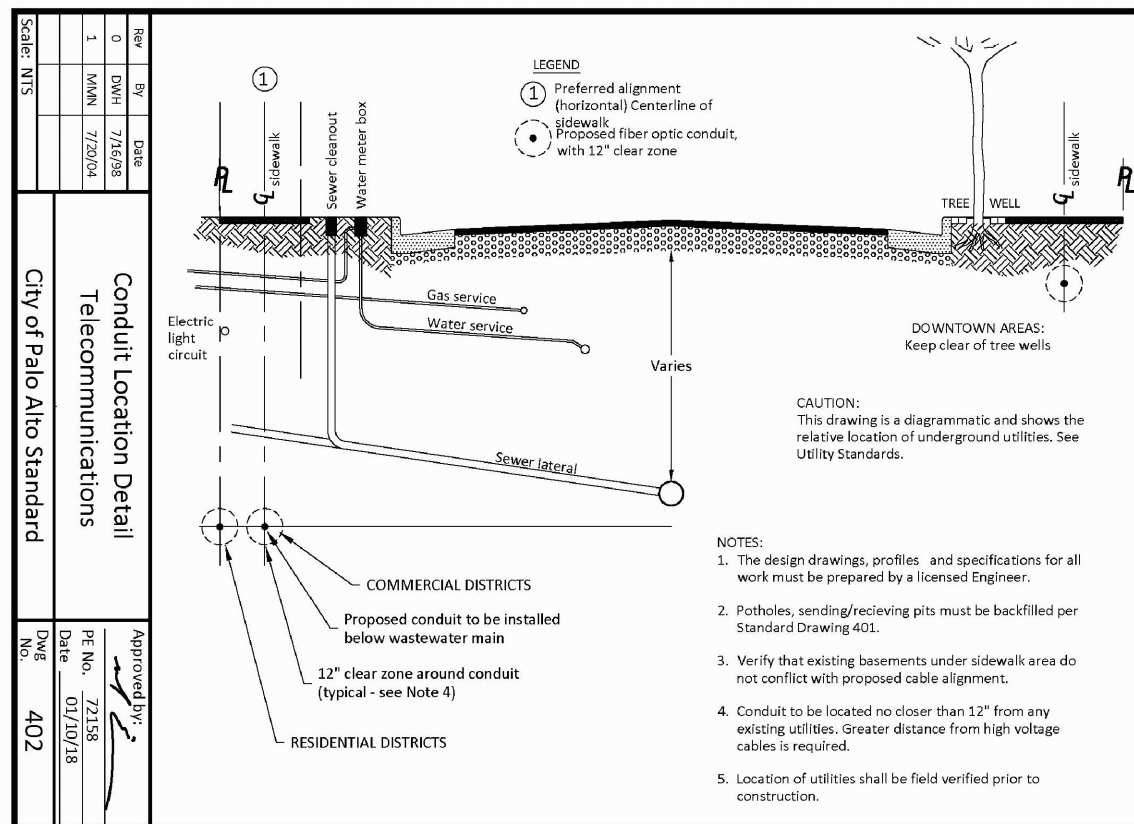 Rev By Date
0 DWH 7/16/98
1 MMN 7/20/04
Scale: NTS
Conduit Location Detail
Telecommunications
City of Palo Alto Standard
Approved by:
PE No. 72158
Date 01/10/18
Dwg No. 402
LEGEND
1 Preferred alignment
(horizontal) Centerline of
sidewalk
Proposed fiber optic conduit,
with 12" clear zone
1
PL
CL sidewalk
Sewer cleanout
Water meter box
TREE WELL
CL sidewalk
PL
Gas service
Water service
Electric
light
circuit
Varies
Sewer lateral
DOWNTOWN AREAS:
Keep clear of tree wells
CAUTION:
This drawing is a diagrammatic and shows the
relative location of underground utilities. See
Utility Standards.
COMMERCIAL DISTRICTS
Proposed conduit to be installed
below wastewater main
12" clear zone around conduit
(typical - see Note 4)
RESIDENTIAL DISTRICTS
NOTES:
1. The design drawings, profiles and specifications for all
work must be prepared by a licensed Engineer.
2. Potholes, sending/recieving pits must be backfilled per
Standard Drawing 401.
3. Verify that existing basements under sidewalk area do
not conflict with proposed cable alignment.
4. Conduit to be located no closer than 12" from any
existing utilities. Greater distance from high voltage
cables is required.
5. Location of utilities shall be field verified prior to
construction.